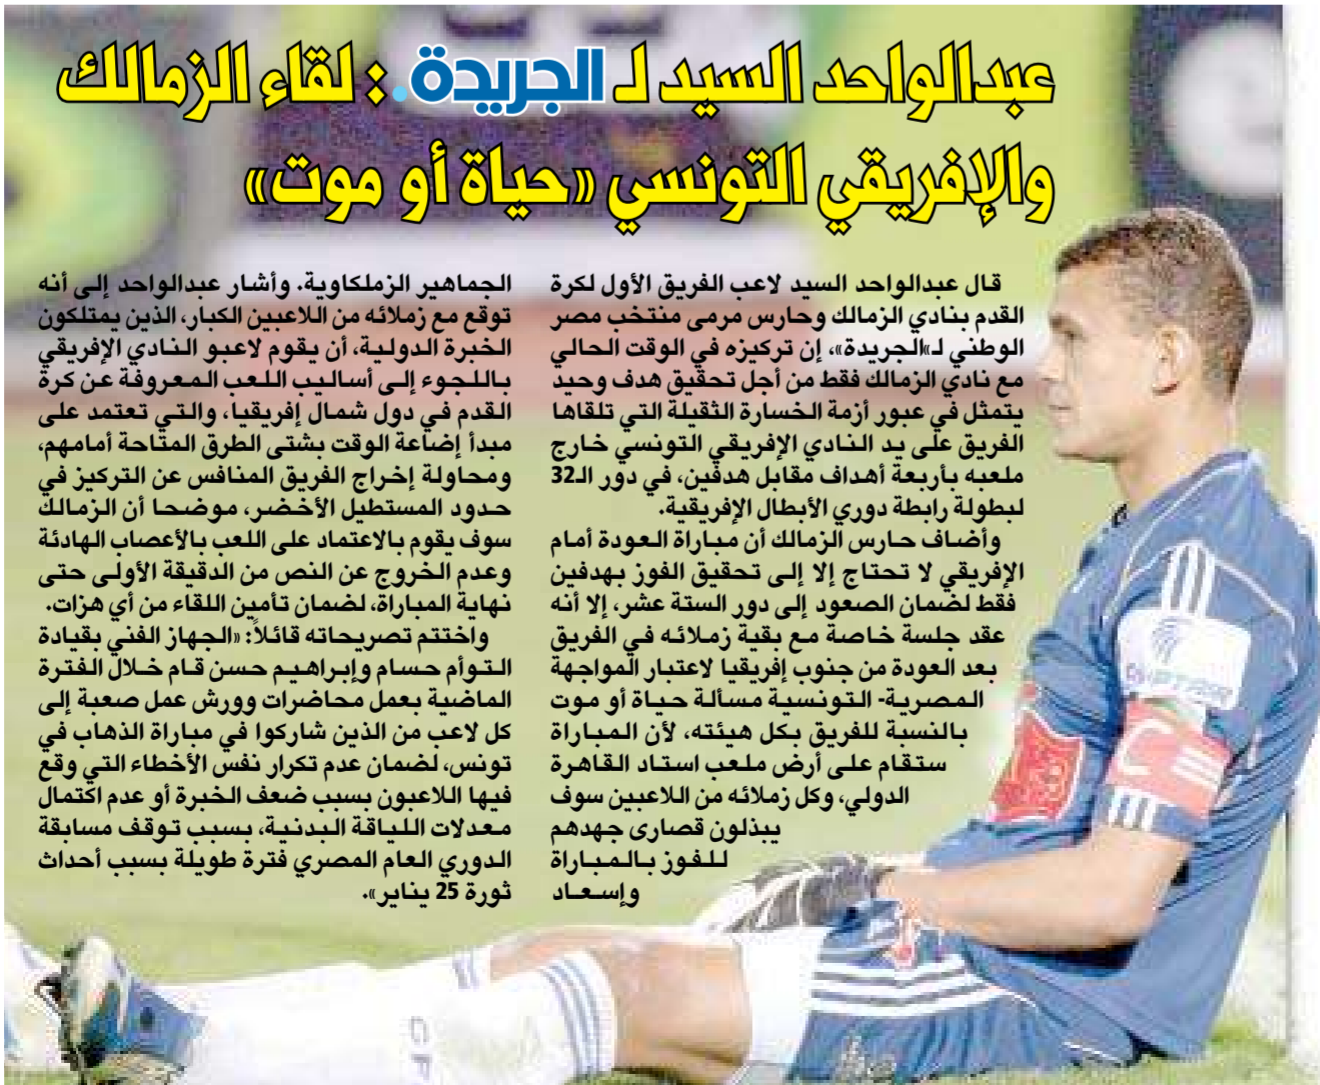 عبدالواحد السيد لـ الجريدة. : لقاء الزمالك
والإفريقي التونسي «حياة أو موت»
قال عبدالواحد السيد لاعب الفريق الأول لكرة
القدم بنادي الزمالك وحارس مرمى منتخب مصر
الوطني لـ»الجريدة»، إن تركيزه في الوقت الحالي
مع نادي الزمالك فقط من أجل تحقيق هدف وحيد
يتمثل في عبور أزمة الخسارة الثقيلة التي تلقاها
الفريق على يد النادي الإفريقي التونسي خارج
ملعبه بأربعة أهداف مقابل هدفين، في دور الـ32
لبطولة رابطة دوري الأبطال الإفريقية.
وأضاف حارس الزمالك أن مباراة العودة أمام
الإفريقي لا تحتاج إلا إلى تحقيق الفوز بهدفين
فقط لضمان الصعود إلى دور الستة عشر، إلا أنه
عقد جلسة خاصة مع بقية زملائه في الفريق
بعد العودة من جنوب إفريقيا لاعتبار المواجهة
المصرية- التونسية مسألة حياة أو موت
بالنسبة للفريق بكل هيئته، لأن المباراة
ستقام على أرض ملعب استاد القاهرة
الدولي، وكل زملائه من اللاعبين سوف
يبذلون قصارى جهدهم
للفوز بالمباراة
وإسعاد
الجماهير الزملكاوية. وأشار عبدالواحد إلى أنه
توقع مع زملائه من اللاعبين الكبار، الذين يمتلكون
الخبرة الدولية، أن يقوم لاعبو النادي الإفريقي
باللجوء إلى أساليب اللعب المعروفة عن كرة
القدم في دول شمال إفريقيا، والتي تعتمد على
مبدأ إضاعة الوقت بشتى الطرق المتاحة أمامهم،
ومحاولة إخراج الفريق المنافس عن التركيز في
حدود المستطيل الأخضر، موضحا أن الزمالك
سوف يقوم بالاعتماد على اللعب بالأعصاب الهادئة
وعدم الخروج عن النص من الدقيقة الأولى حتى
نهاية المباراة، لضمان تأمين اللقاء من أي هزات.
واختتم تصريحاته قائلاً: «الجهاز الفني بقيادة
التوأم حسام وإبراهيم حسن قام خلال الفترة
الماضية بعمل محاضرات وورش عمل صعبة إلى
كل لاعب من الذين شاركوا في مباراة الذهاب في
تونس، لضمان عدم تكرار نفس الأخطاء التي وقع
فيها اللاعبون بسبب ضعف الخبرة أو عدم اكتمال
معدلات اللياقة البدنية، بسبب توقف مسابقة
الدوري العام المصري فترة طويلة بسبب أحداث
ثورة 25 يناير».